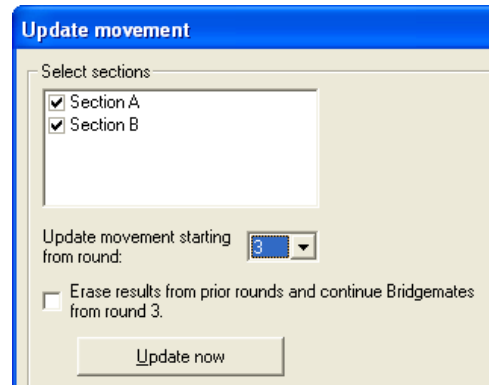 Update movement
Select sections
Section A
Section B
Update movement starting
from round:
3
Erase results from prior rounds and continue Bridgemates
from round 3.
Update now